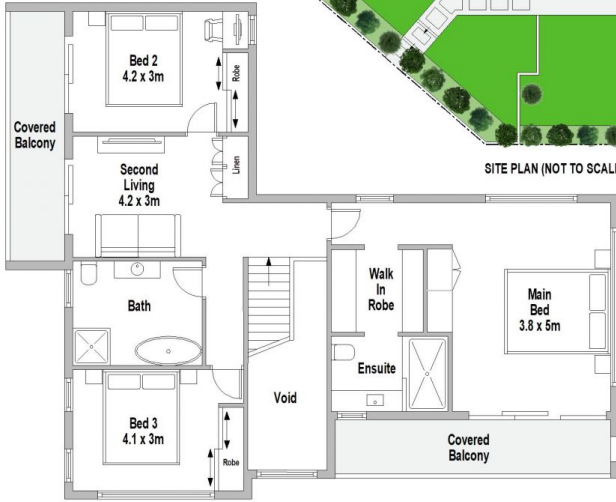 Bed 2
4.2 x 3m
Robe
Covered
Balcony
Second
Living
4.2 x 3m
Linen
SITE PLAN (NOT TO SCAL
Bath
Walk
In
Robe
Main
Bed
3.8 x 5m
Ensuite
Void
Bed 3
4.1 x 3m
Robe
Covered
Balcony